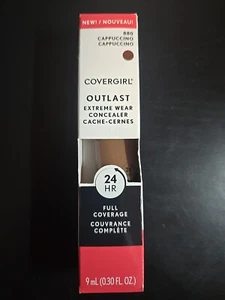 NEW! / NOUVEAU!
880
CAPPUCCINO
CAPPUCCINO
COVERGIRL
OUTLAST
EXTREME WEAR
CONCEALER
CACHE-CERNES
24
HR
FULL
COVERAGE
COUVRANCE
COMPLÈTE
9 mL (0.30 FL. OZ.)